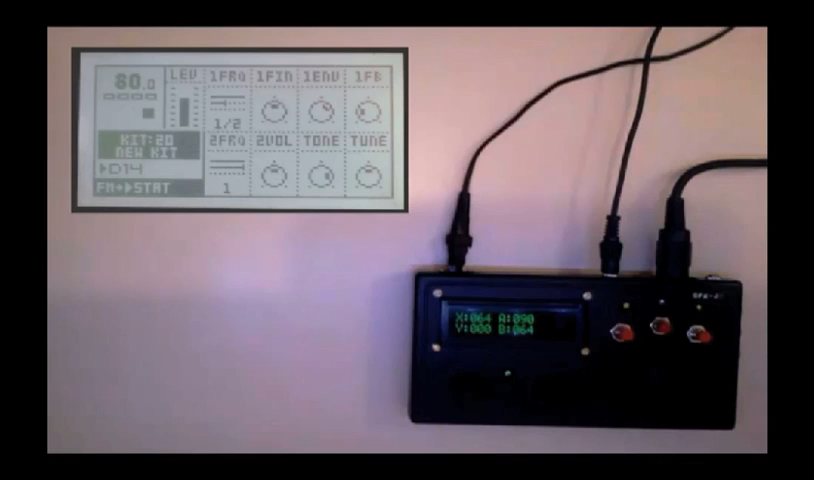 80.0 LEV 1FRQ 1FIN 1ENV 1FB
1/2
KIT:20 2FRQ 2VOL TONE TUNE
NEW KIT
D14
FM+ STAT 1
X:064 A:090
Y:000 B:064